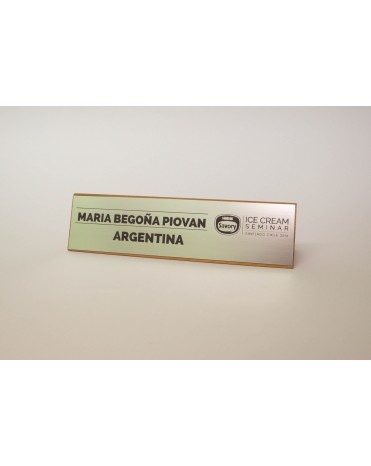 MARIA BEGOÑA PIOVAN
ARGENTINA
Savory
ICE CREAM
SEMINAR